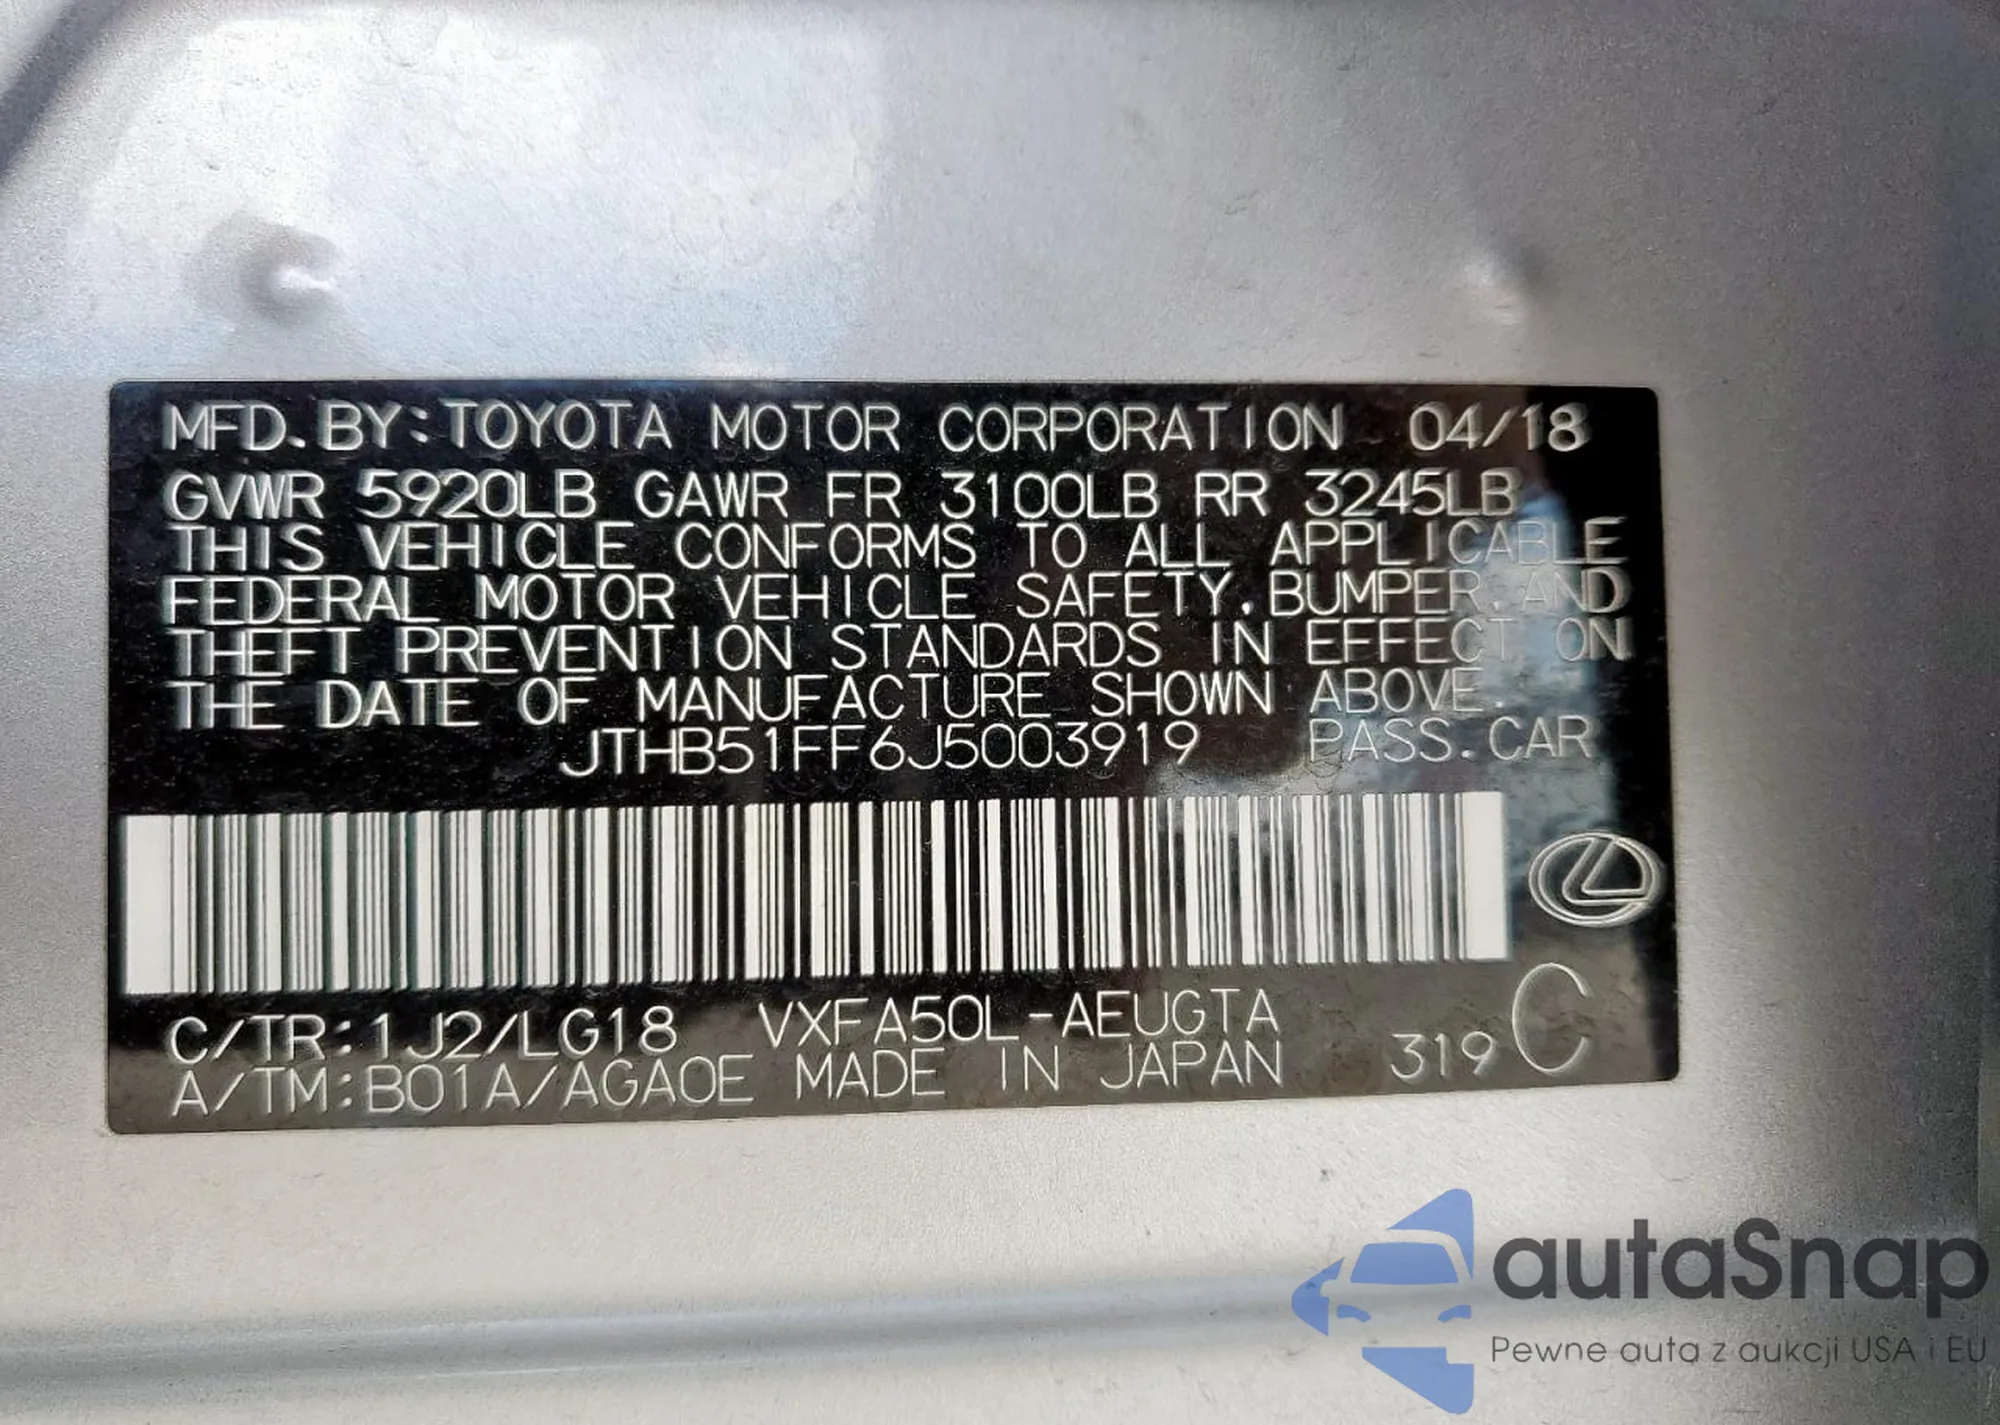 MFD. BY: TOYOTA MOTOR CORPORATION 04/18
GVWR 5920LB GAWR FR 3100LB RR 3245LB
THIS VEHICLE CONFORMS TO ALL APPLICABLE
FEDERAL MOTOR VEHICLE SAFETY, BUMPER, AND
THEFT PREVENTION STANDARDS IN EFFECT ON
THE DATE OF MANUFACTURE SHOWN ABOVE.
JTHB51FF6J5003919 PASS. CAR
C/TR: 1J2/LG18 VXFA50L-AEUGTA
A/TM: B01A/AGA0E MADE IN JAPAN 319 C
autaSnap
Pewne auta z aukcji USA i EU